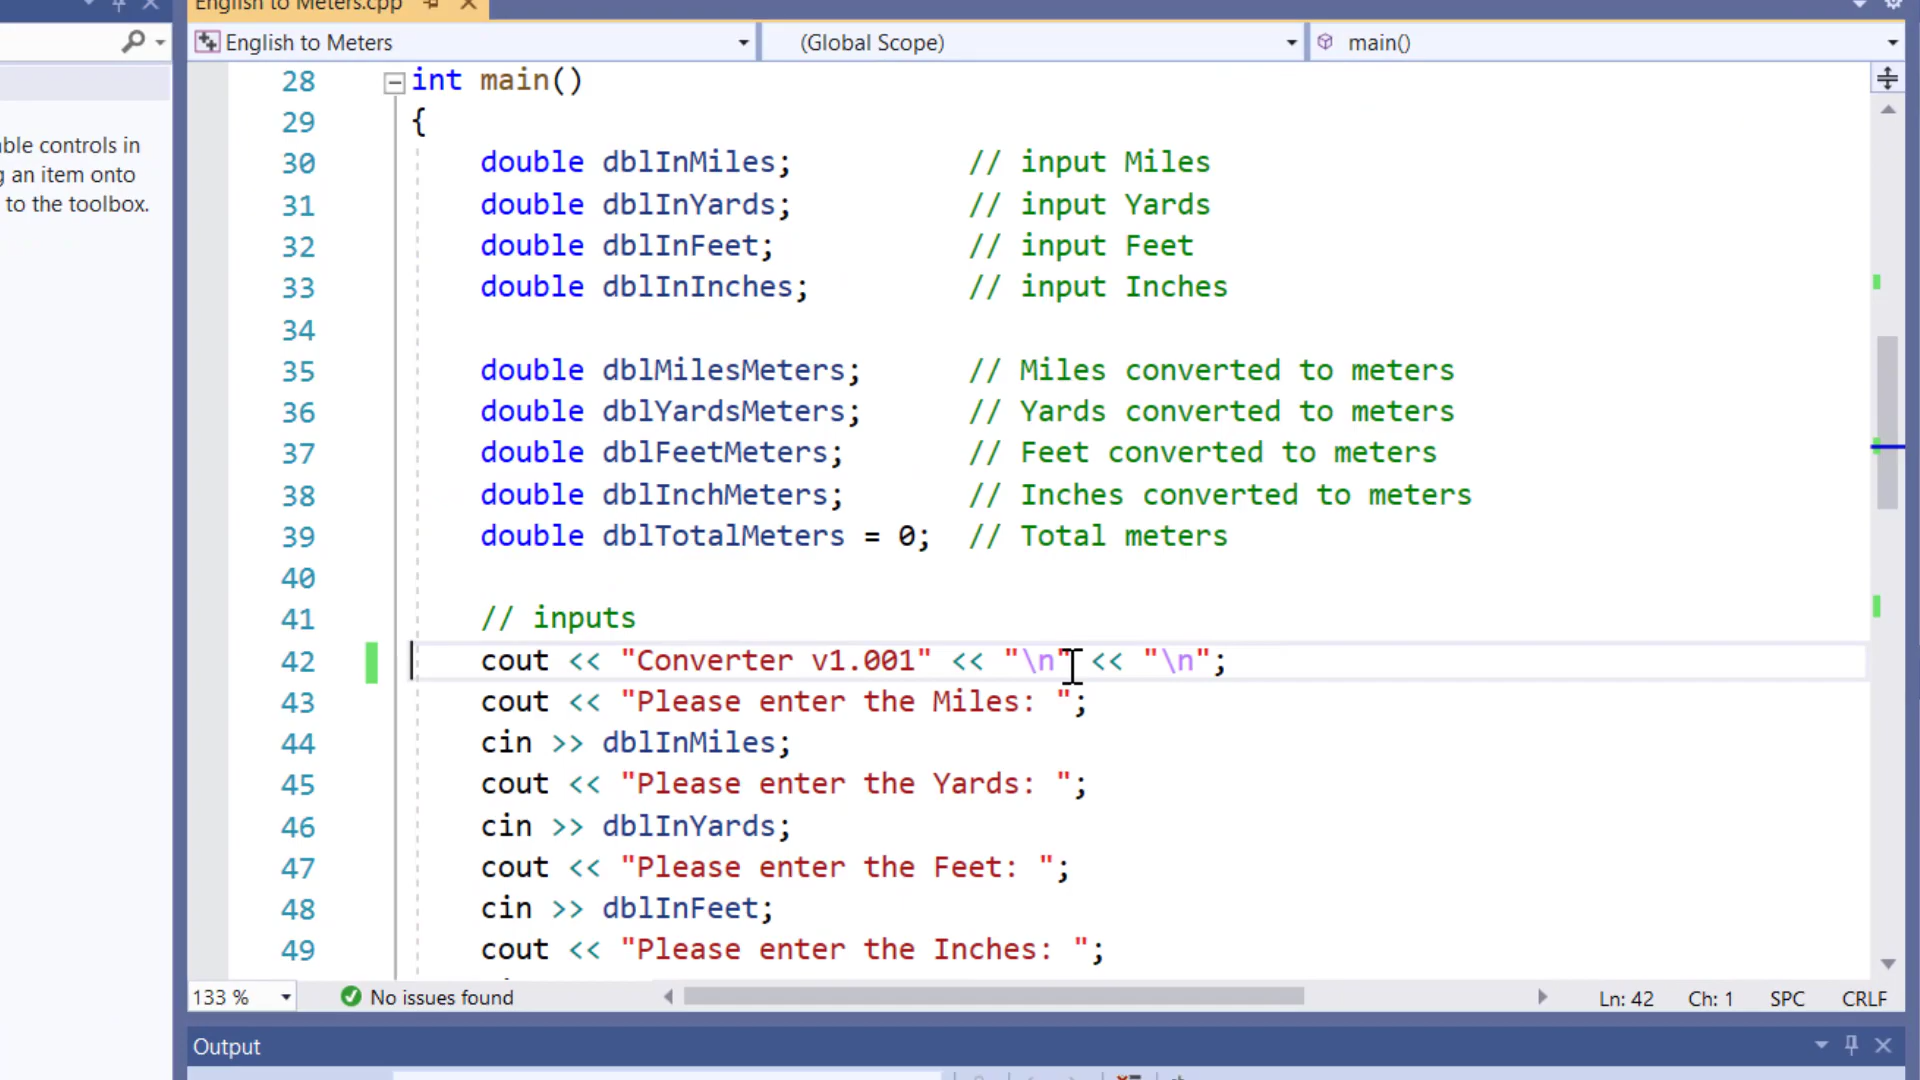 English to Meters.cpp
English to Meters
(Global Scope)
main()
able controls in
g an item onto
to the toolbox.
28 int main()
29 {
30 double dblInMiles; // input Miles
31 double dblInYards; // input Yards
32 double dblInFeet; // input Feet
33 double dblInInches; // input Inches
34
35 double dblMilesMeters; // Miles converted to meters
36 double dblYardsMeters; // Yards converted to meters
37 double dblFeetMeters; // Feet converted to meters
38 double dblInchMeters; // Inches converted to meters
39 double dblTotalMeters = 0; // Total meters
40
41 // inputs
42 cout << "Converter v1.001" << "\n" << "\n";
43 cout << "Please enter the Miles: ";
44 cin >> dblInMiles;
45 cout << "Please enter the Yards: ";
46 cin >> dblInYards;
47 cout << "Please enter the Feet: ";
48 cin >> dblInFeet;
49 cout << "Please enter the Inches: ";
133 % No issues found Ln: 42 Ch: 1 SPC CRLF
Output